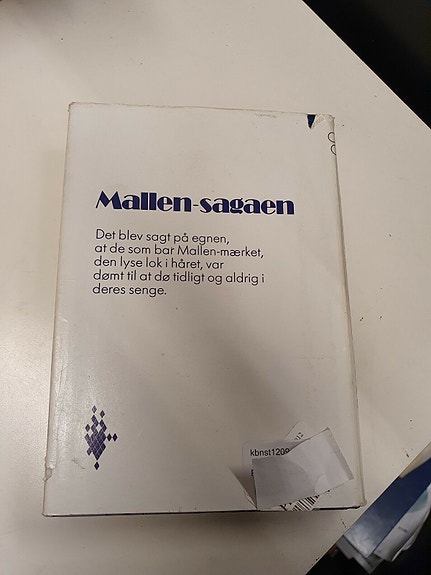 Mallen-sagaen
Det blev sagt på egnen,
at de som bar Mallen-mærket,
den lyse lok i håret, var
dømt til at dø tidligt og aldrig i
deres senge.
kbnst1209